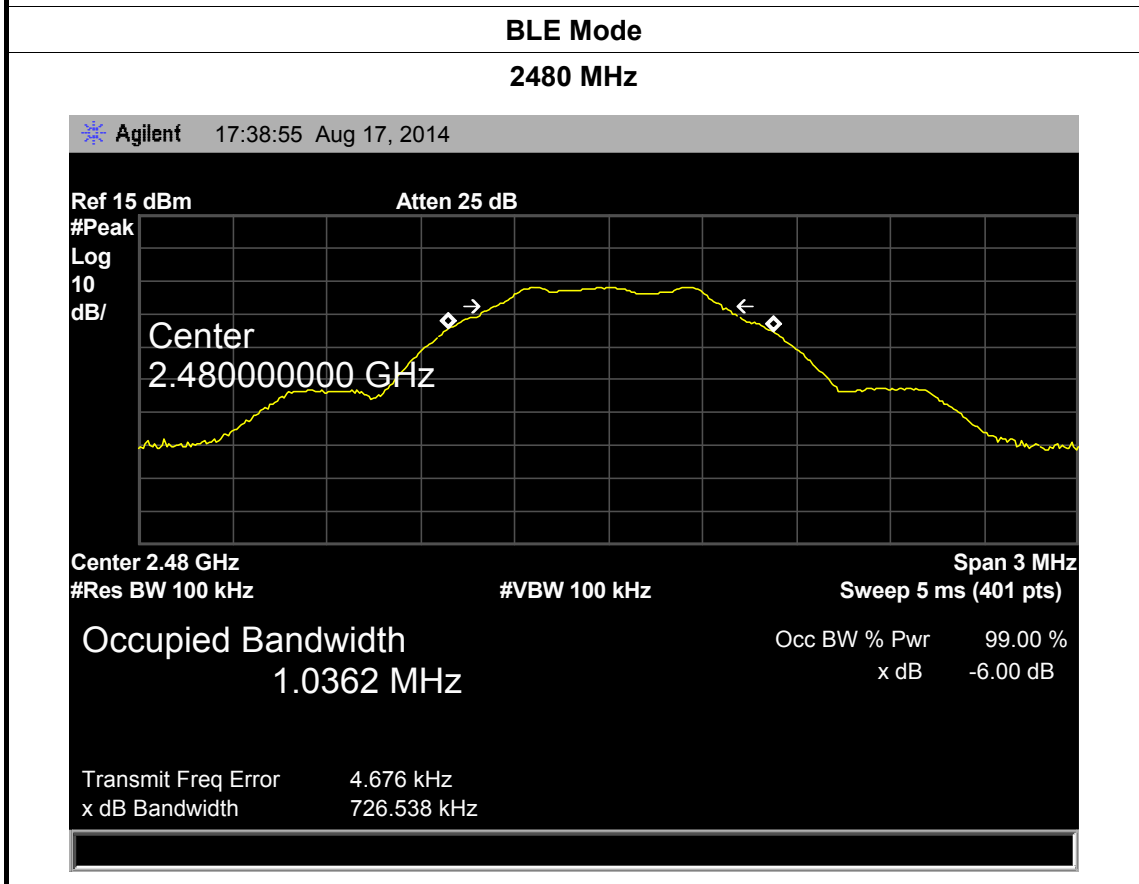 BLE Mode
2480 MHz
Agilent 17:38:55 Aug 17, 2014
Ref 15 dBm Atten 25 dB
#Peak
Log
10
dB/
Center
2.480000000 GHz
Center 2.48 GHz Span 3 MHz
#Res BW 100 kHz #VBW 100 kHz Sweep 5 ms (401 pts)
Occupied Bandwidth Occ BW % Pwr 99.00 %
1.0362 MHz x dB -6.00 dB
Transmit Freq Error 4.676 kHz
x dB Bandwidth 726.538 kHz